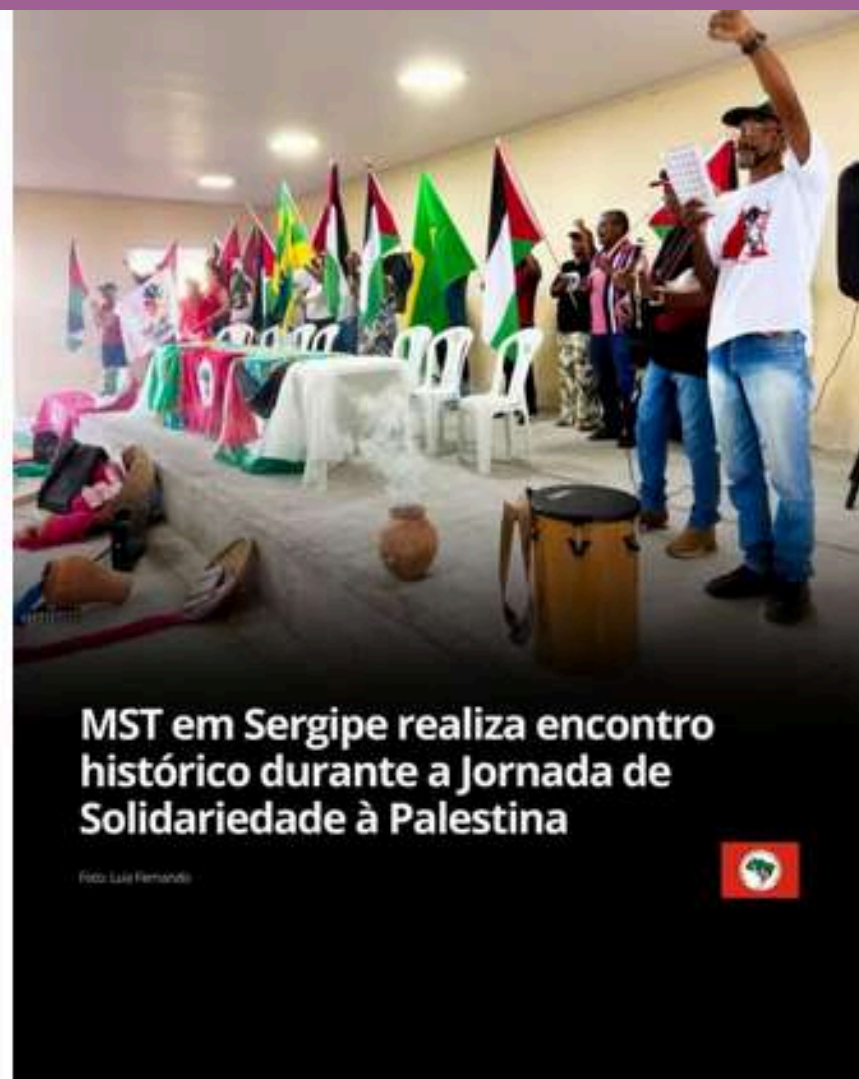 MST em Sergipe realiza encontro
histórico durante a Jornada de
Solidariedade à Palestina
Foto: Luiz Fernando